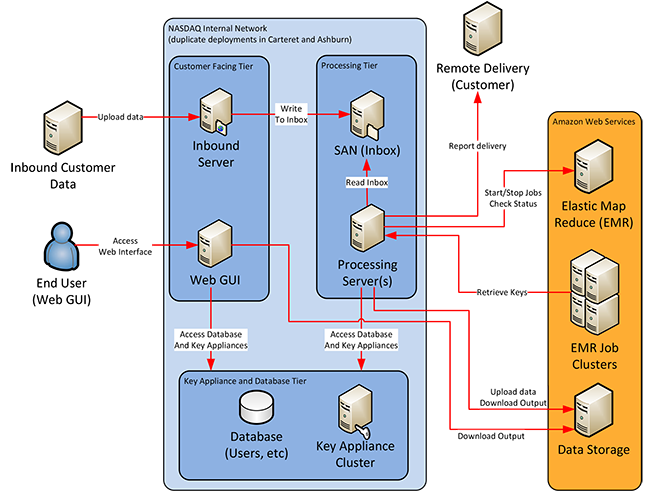 NASDAQ Internal Network
(duplicate deployments in Carteret and Ashburn)
Customer Facing Tier
Processing Tier
Remote Delivery
(Customer)
Amazon Web Services
Upload data
Write
To Inbox
Inbound Customer
Data
Inbound
Server
SAN (Inbox)
Report delivery
Read Inbox
Start/Stop Jobs
Check Status
Elastic Map
Reduce (EMR)
Access
Web Interface
End User
(Web GUI)
Web GUI
Processing
Server(s)
Retrieve Keys
EMR Job
Clusters
Access Database
And Key Appliances
Access Database
And Key Appliances
Key Appliance and Database Tier
Database
(Users, etc)
Key Appliance
Cluster
Upload data
Download Output
Download Output
Data Storage